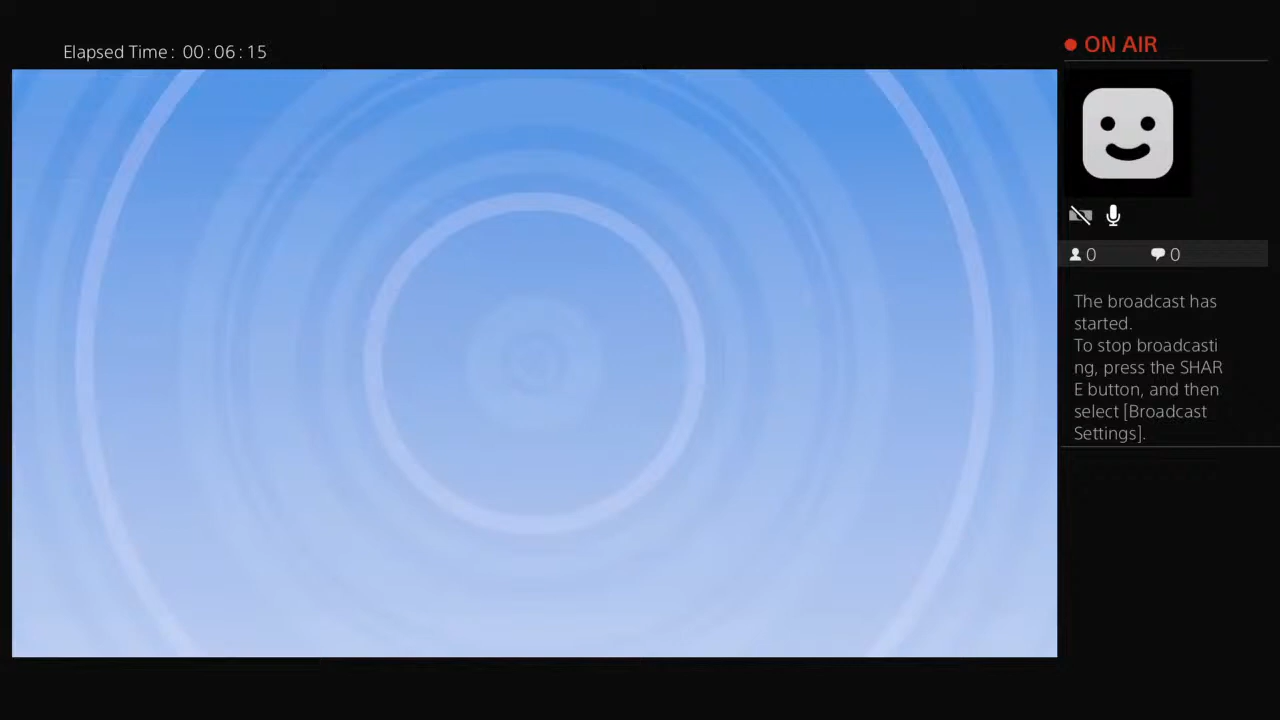 Elapsed Time: 00:06:15
ON AIR
0 0
The broadcast has
started.
To stop broadcasti
ng, press the SHAR
E button, and then
select [Broadcast
Settings].